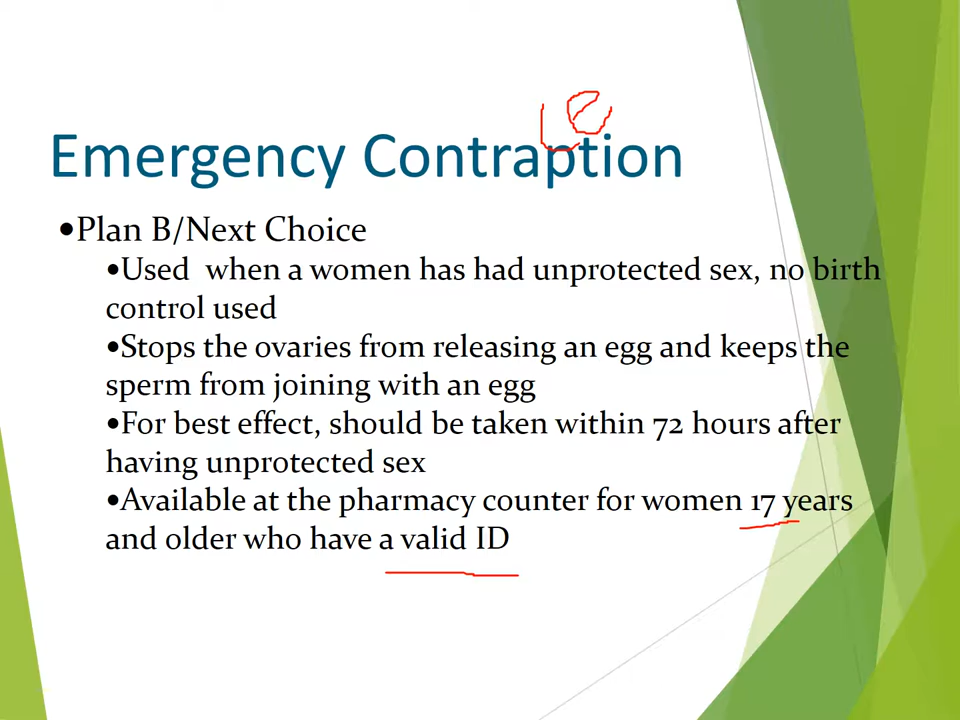 Emergency Contraption
•Plan B/Next Choice
•Used when a women has had unprotected sex, no birth
control used
•Stops the ovaries from releasing an egg and keeps the
sperm from joining with an egg
•For best effect, should be taken within 72 hours after
having unprotected sex
•Available at the pharmacy counter for women 17 years
and older who have a valid ID